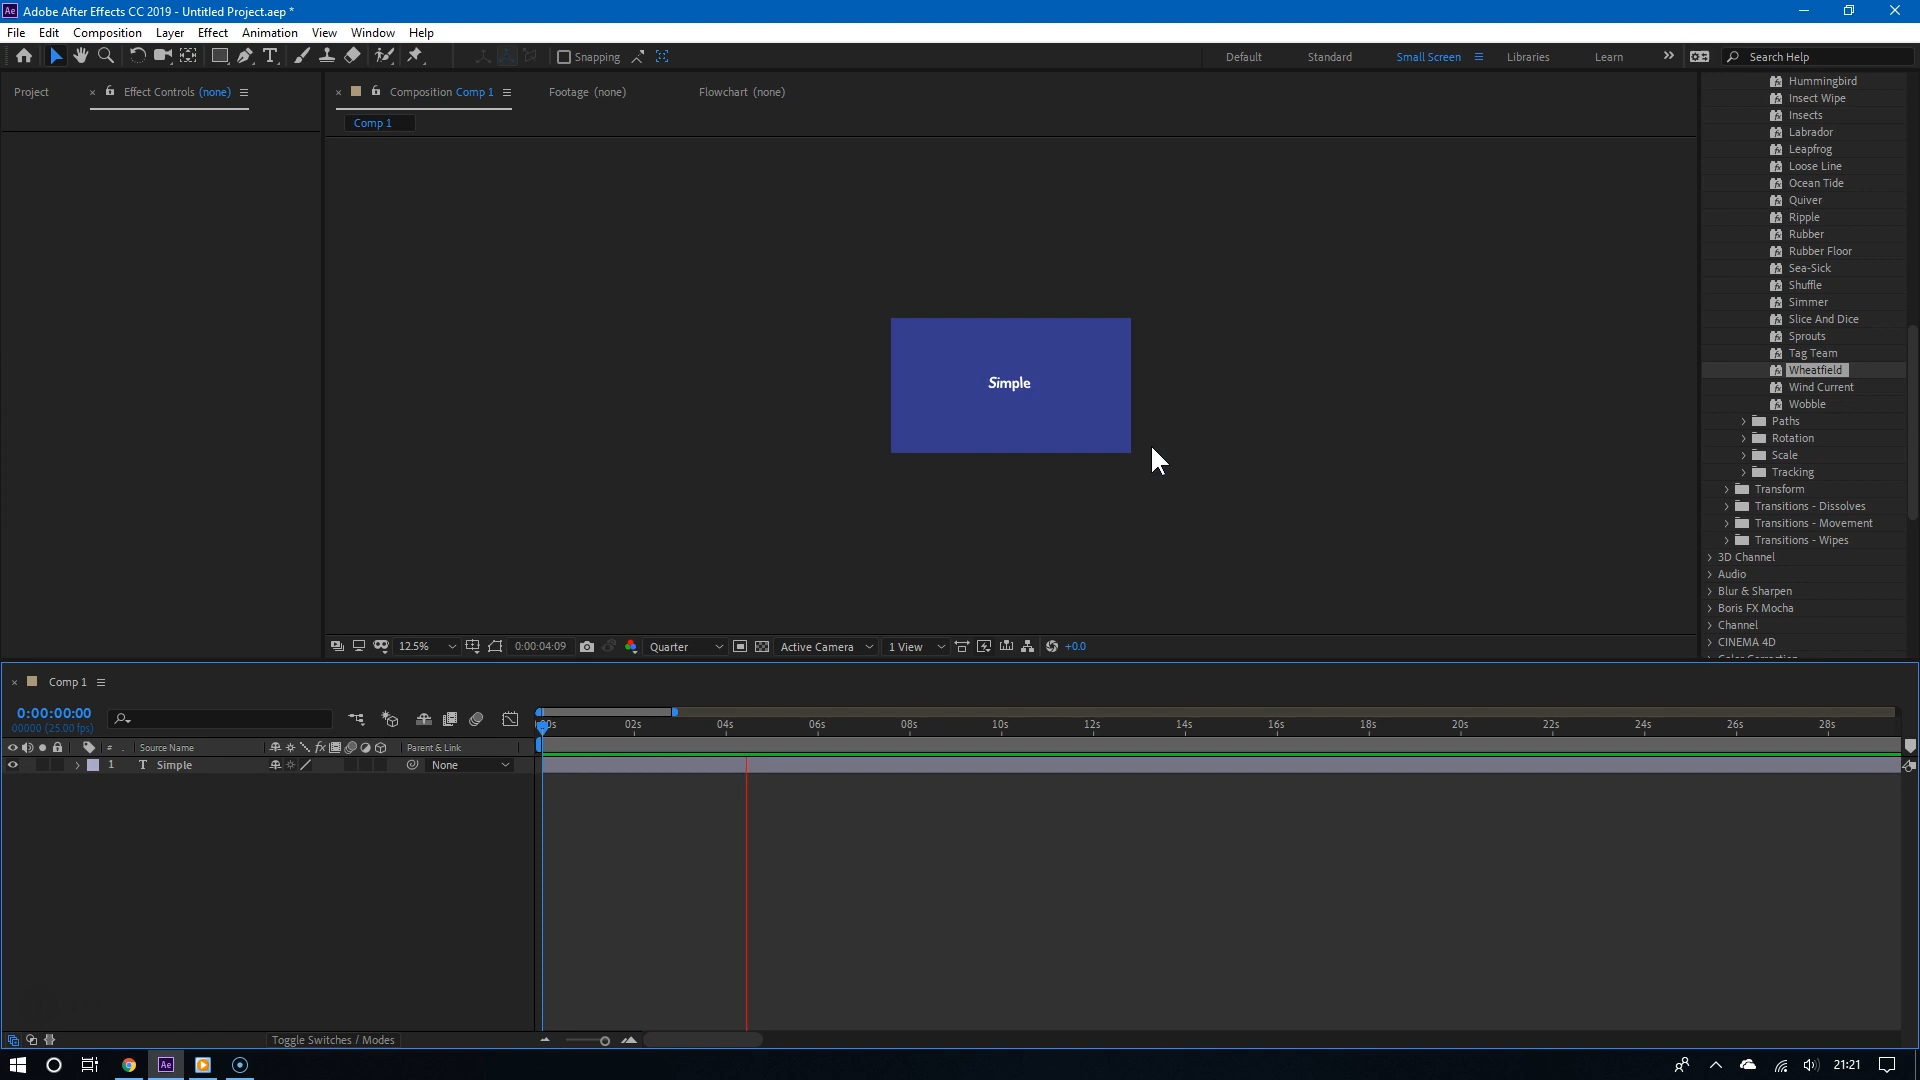 Adobe After Effects CC 2019 - Untitled Project.aep *
File Edit Composition Layer Effect Animation View Window Help
Snapping
Default Standard Small Screen Libraries Learn
Search Help
Project
Effect Controls (none)
Composition Comp 1
Footage (none)
Flowchart (none)
Comp 1
Simple
12.5%
0:00:04:09
Quarter
Active Camera
1 View
+0.0
Hummingbird
Insect Wipe
Insects
Labrador
Leapfrog
Loose Line
Ocean Tide
Quiver
Ripple
Rubber
Rubber Floor
Sea-Sick
Shuffle
Simmer
Slice And Dice
Sprouts
Tag Team
Wheatfield
Wind Current
Wobble
Paths
Rotation
Scale
Tracking
Transform
Transitions - Dissolves
Transitions - Movement
Transitions - Wipes
3D Channel
Audio
Blur & Sharpen
Boris FX Mocha
Channel
CINEMA 4D
Comp 1
0:00:00:00
00000 (25.00 fps)
02s 04s 06s 08s 10s 12s 14s 16s 18s 20s 22s 24s 26s 28s
# Source Name Parent & Link
1 T Simple None
Toggle Switches / Modes
Ae
21:21